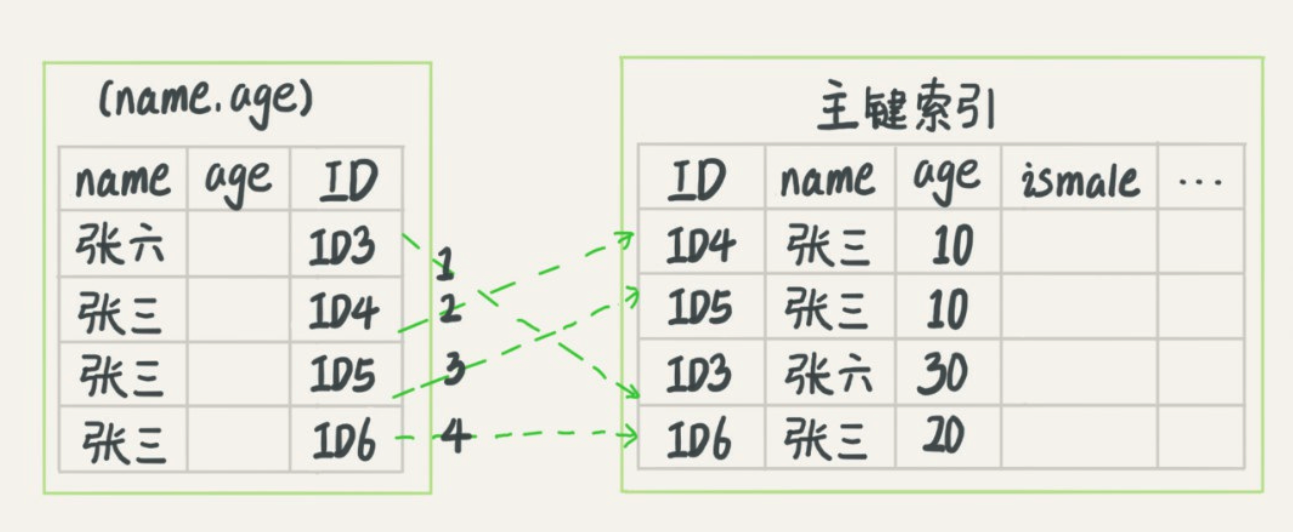 (name,age)
name age ID
张六 ID3
张三 ID4
张三 ID5
张三 ID6
1
2
3
4
主键索引
ID name age ismale ...
ID4 张三 10
ID5 张三 10
ID3 张六 30
ID6 张三 20